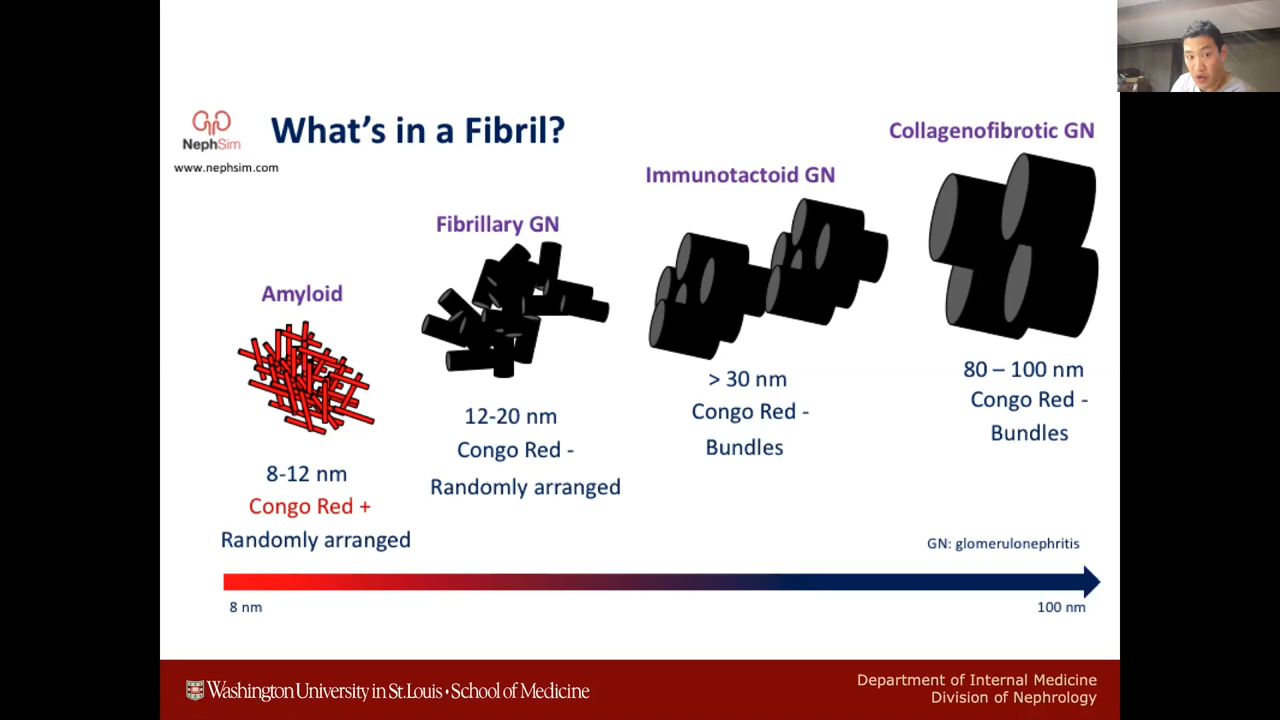 NephSim
www.nephsim.com
What's in a Fibril?
Amyloid
8-12 nm
Congo Red +
Randomly arranged
Fibrillary GN
12-20 nm
Congo Red -
Randomly arranged
Immunotactoid GN
> 30 nm
Congo Red -
Bundles
Collagenofibrotic GN
80 – 100 nm
Congo Red -
Bundles
GN: glomerulonephritis
8 nm
100 nm
Washington University in St. Louis • School of Medicine
Department of Internal Medicine
Division of Nephrology